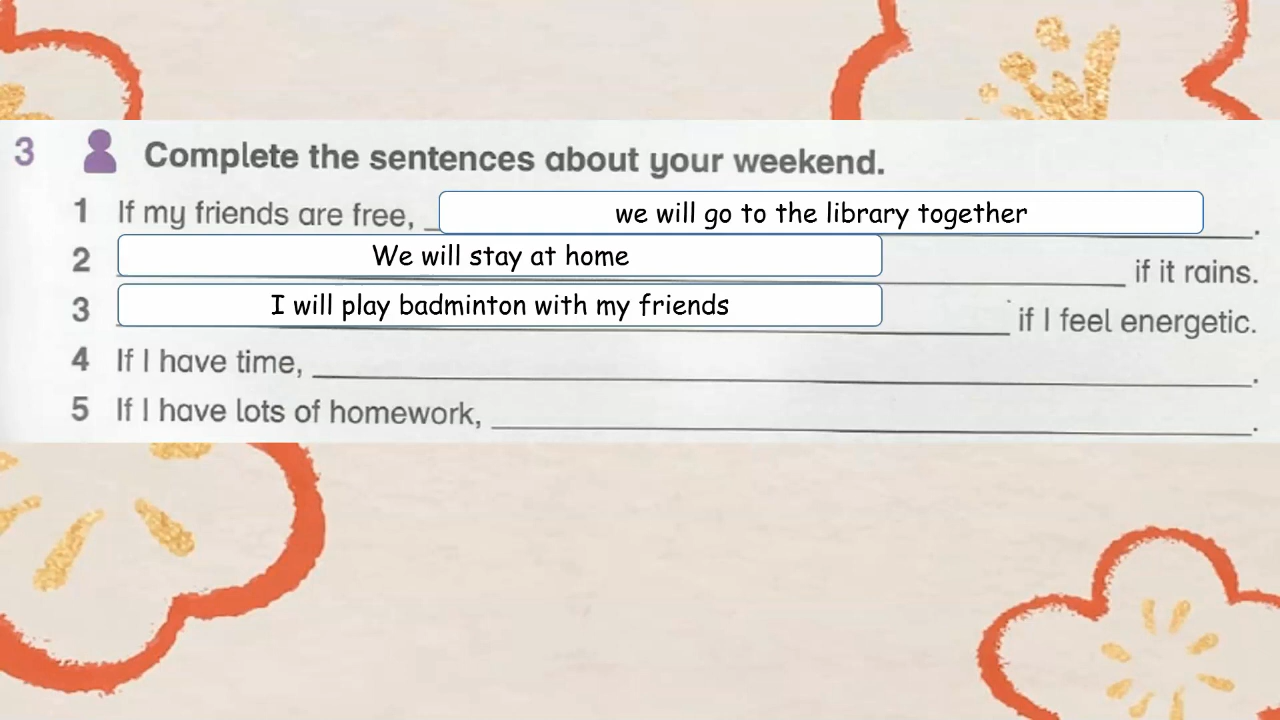 3 Complete the sentences about your weekend.
1 If my friends are free, we will go to the library together.
2 We will stay at home if it rains.
3 I will play badminton with my friends if I feel energetic.
4 If I have time, .
5 If I have lots of homework, .